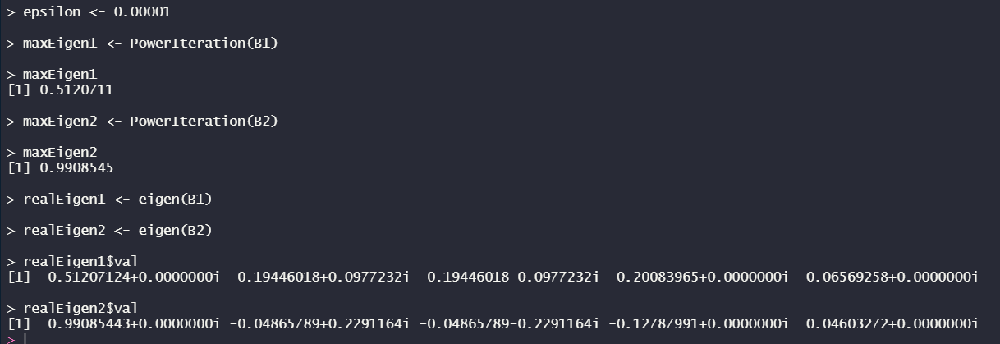 > epsilon <- 0.00001
> maxEigen1 <- PowerIteration(B1)
> maxEigen1
[1] 0.5120711
> maxEigen2 <- PowerIteration(B2)
> maxEigen2
[1] 0.9908545
> realEigen1 <- eigen(B1)
> realEigen2 <- eigen(B2)
> realEigen1$val
[1]  0.51207124+0.0000000i -0.19446018+0.0977232i -0.19446018-0.0977232i -0.20083965+0.0000000i  0.06569258+0.0000000i
> realEigen2$val
[1]  0.99085443+0.0000000i -0.04865789+0.2291164i -0.04865789-0.2291164i -0.12787991+0.0000000i  0.04603272+0.0000000i
>